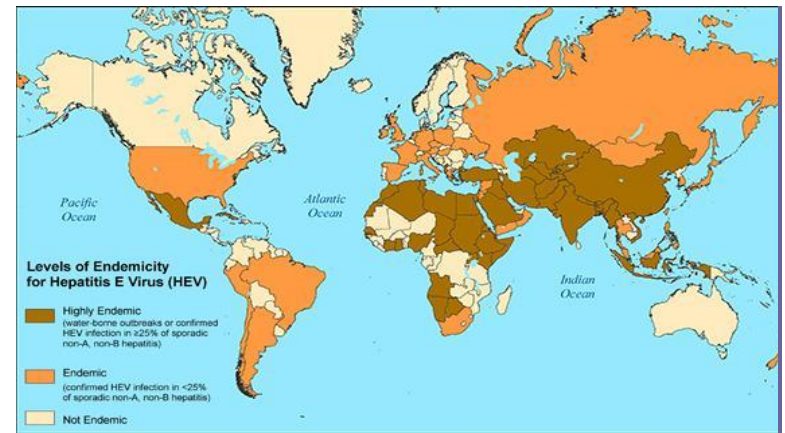 Pacific
Ocean
Atlantic
Ocean
Indian
Ocean
Levels of Endemicity
for Hepatitis E Virus (HEV)
Highly Endemic
(water-borne outbreaks or confirmed
HEV infection in ≥25% of sporadic
non-A, non-B hepatitis)
Endemic
(confirmed HEV infection in <25%
of sporadic non-A, non-B hepatitis)
Not Endemic